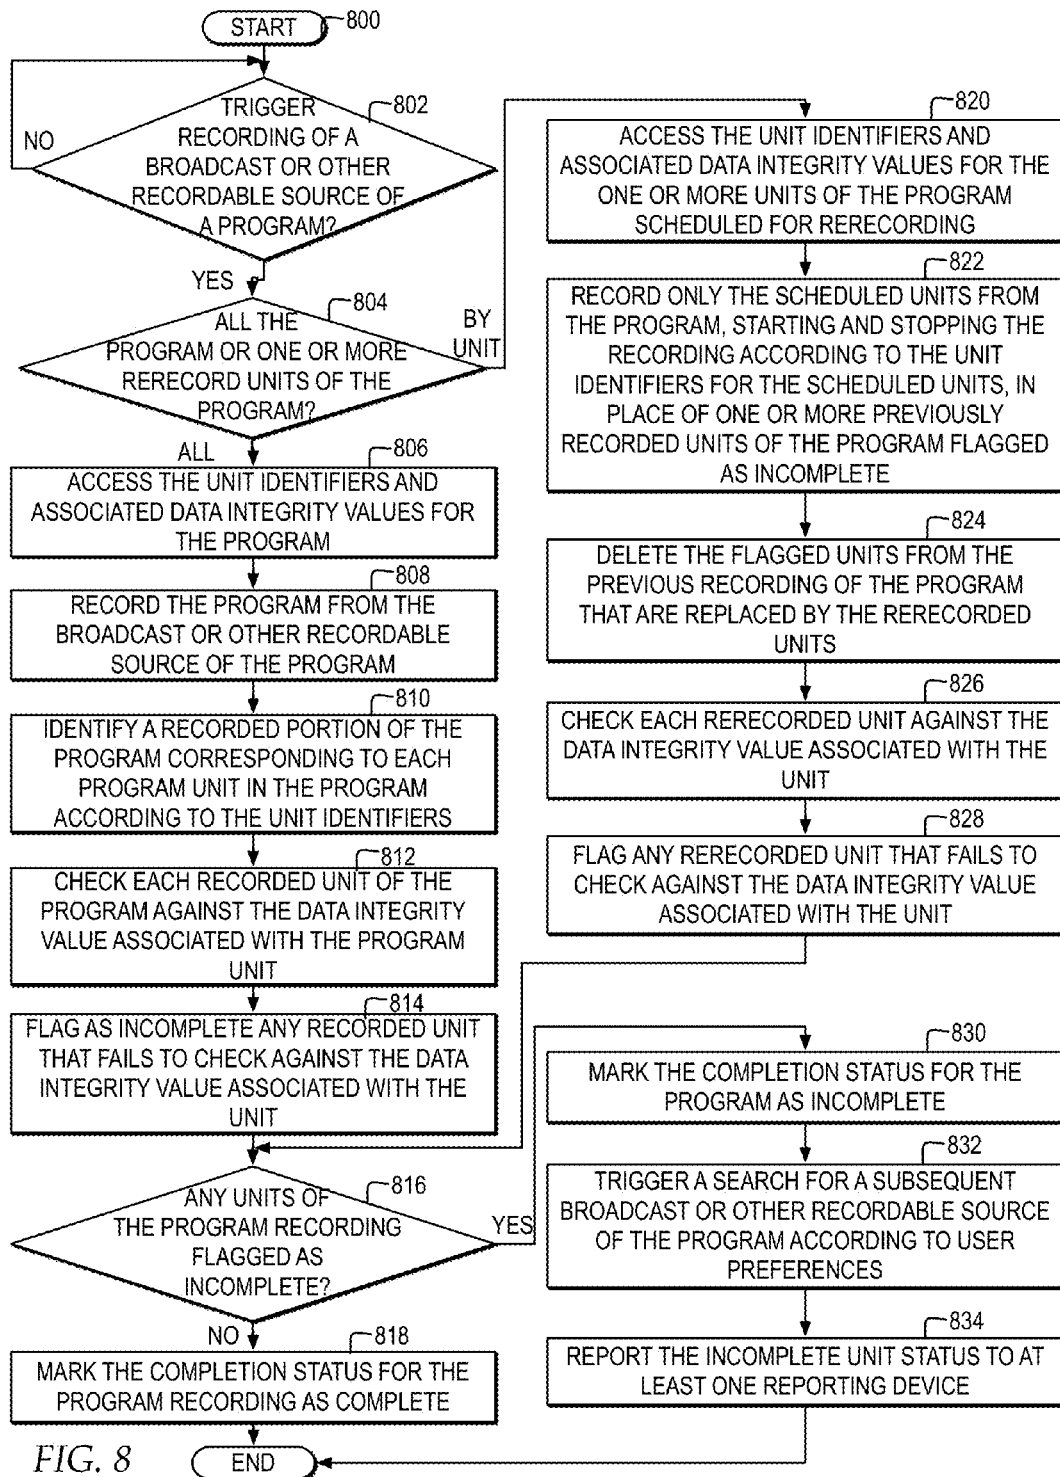 START
800
TRIGGER
RECORDING OF A
BROADCAST OR OTHER
RECORDABLE SOURCE OF
A PROGRAM?
802
NO
YES
804
ALL THE
PROGRAM OR ONE OR MORE
RERECORD UNITS OF THE
PROGRAM?
BY
UNIT
ALL
806
ACCESS THE UNIT IDENTIFIERS AND
ASSOCIATED DATA INTEGRITY VALUES FOR
THE PROGRAM
808
RECORD THE PROGRAM FROM THE
BROADCAST OR OTHER RECORDABLE
SOURCE OF THE PROGRAM
810
IDENTIFY A RECORDED PORTION OF THE
PROGRAM CORRESPONDING TO EACH
PROGRAM UNIT IN THE PROGRAM
ACCORDING TO THE UNIT IDENTIFIERS
812
CHECK EACH RECORDED UNIT OF THE
PROGRAM AGAINST THE DATA INTEGRITY
VALUE ASSOCIATED WITH THE PROGRAM
UNIT
814
FLAG AS INCOMPLETE ANY RECORDED UNIT
THAT FAILS TO CHECK AGAINST THE DATA
INTEGRITY VALUE ASSOCIATED WITH THE
UNIT
816
ANY UNITS OF
THE PROGRAM RECORDING
FLAGGED AS
INCOMPLETE?
YES
NO
818
MARK THE COMPLETION STATUS FOR THE
PROGRAM RECORDING AS COMPLETE
END
820
ACCESS THE UNIT IDENTIFIERS AND
ASSOCIATED DATA INTEGRITY VALUES FOR THE
ONE OR MORE UNITS OF THE PROGRAM
SCHEDULED FOR RERECORDING
822
RECORD ONLY THE SCHEDULED UNITS FROM
THE PROGRAM, STARTING AND STOPPING THE
RECORDING ACCORDING TO THE UNIT
IDENTIFIERS FOR THE SCHEDULED UNITS, IN
PLACE OF ONE OR MORE PREVIOUSLY
RECORDED UNITS OF THE PROGRAM FLAGGED
AS INCOMPLETE
824
DELETE THE FLAGGED UNITS FROM THE
PREVIOUS RECORDING OF THE PROGRAM
THAT ARE REPLACED BY THE RERECORDED
UNITS
826
CHECK EACH RERECORDED UNIT AGAINST THE
DATA INTEGRITY VALUE ASSOCIATED WITH THE
UNIT
828
FLAG ANY RERECORDED UNIT THAT FAILS TO
CHECK AGAINST THE DATA INTEGRITY VALUE
ASSOCIATED WITH THE UNIT
830
MARK THE COMPLETION STATUS FOR THE
PROGRAM AS INCOMPLETE
832
TRIGGER A SEARCH FOR A SUBSEQUENT
BROADCAST OR OTHER RECORDABLE SOURCE
OF THE PROGRAM ACCORDING TO USER
PREFERENCES
834
REPORT THE INCOMPLETE UNIT STATUS TO AT
LEAST ONE REPORTING DEVICE
FIG. 8